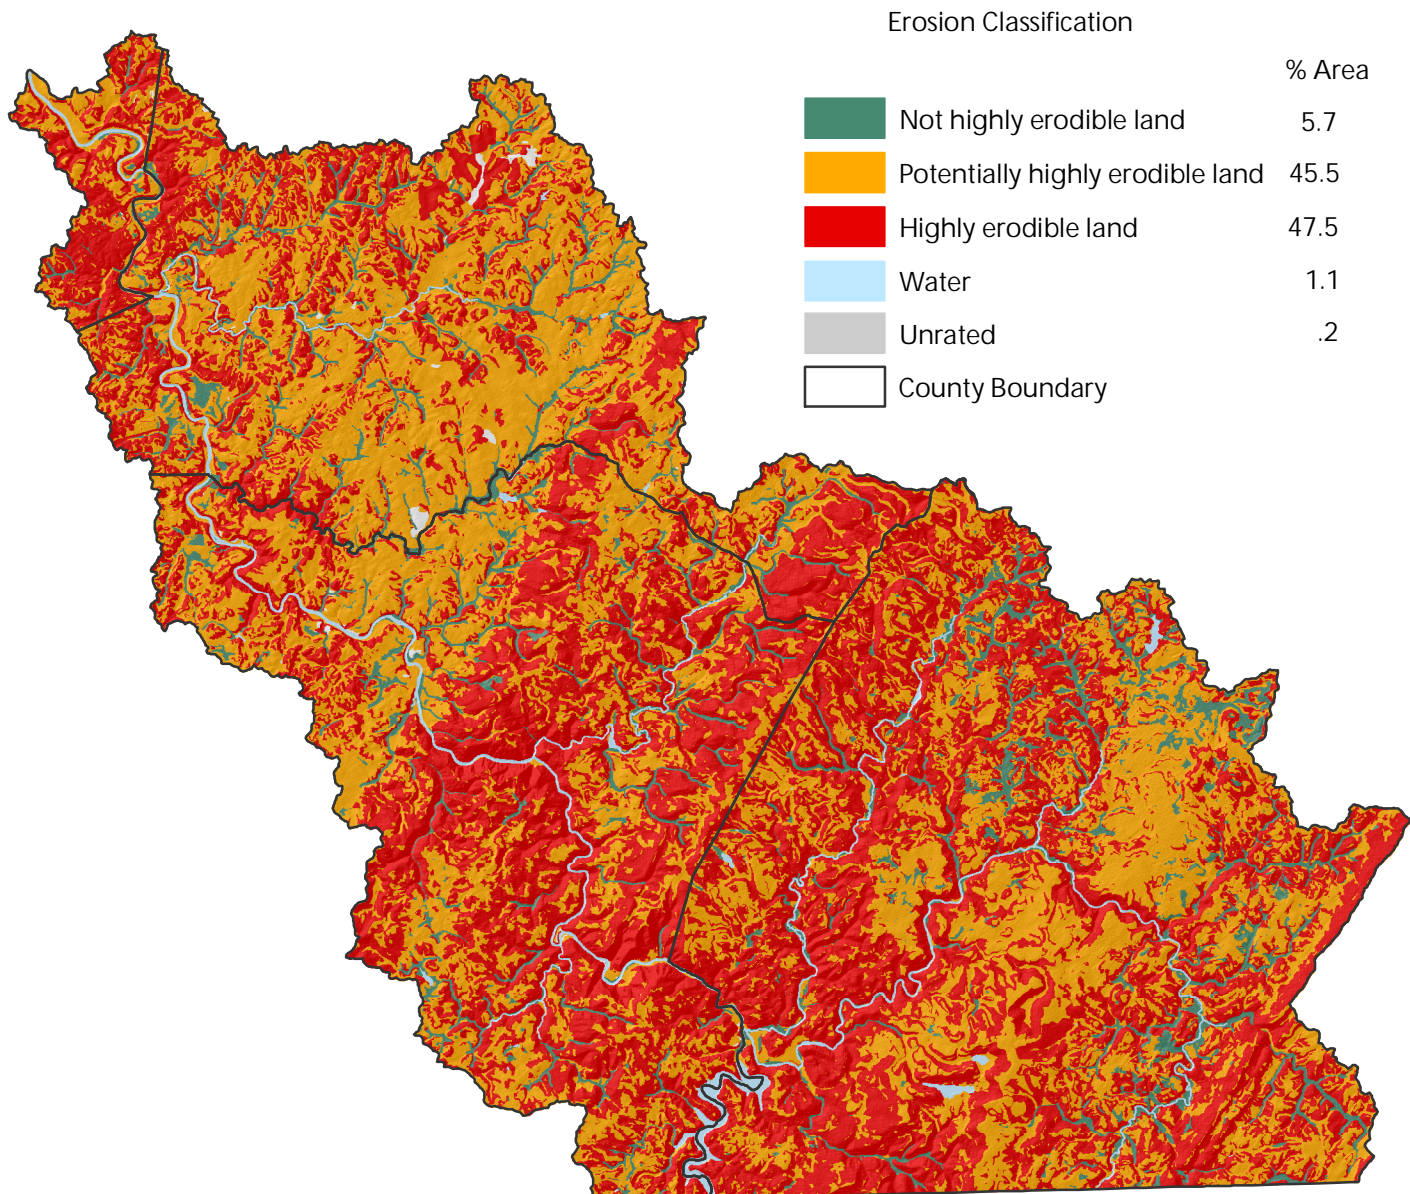 Erosion Classification
% Area
Not highly erodible land 5.7
Potentially highly erodible land 45.5
Highly erodible land 47.5
Water 1.1
Unrated .2
County Boundary